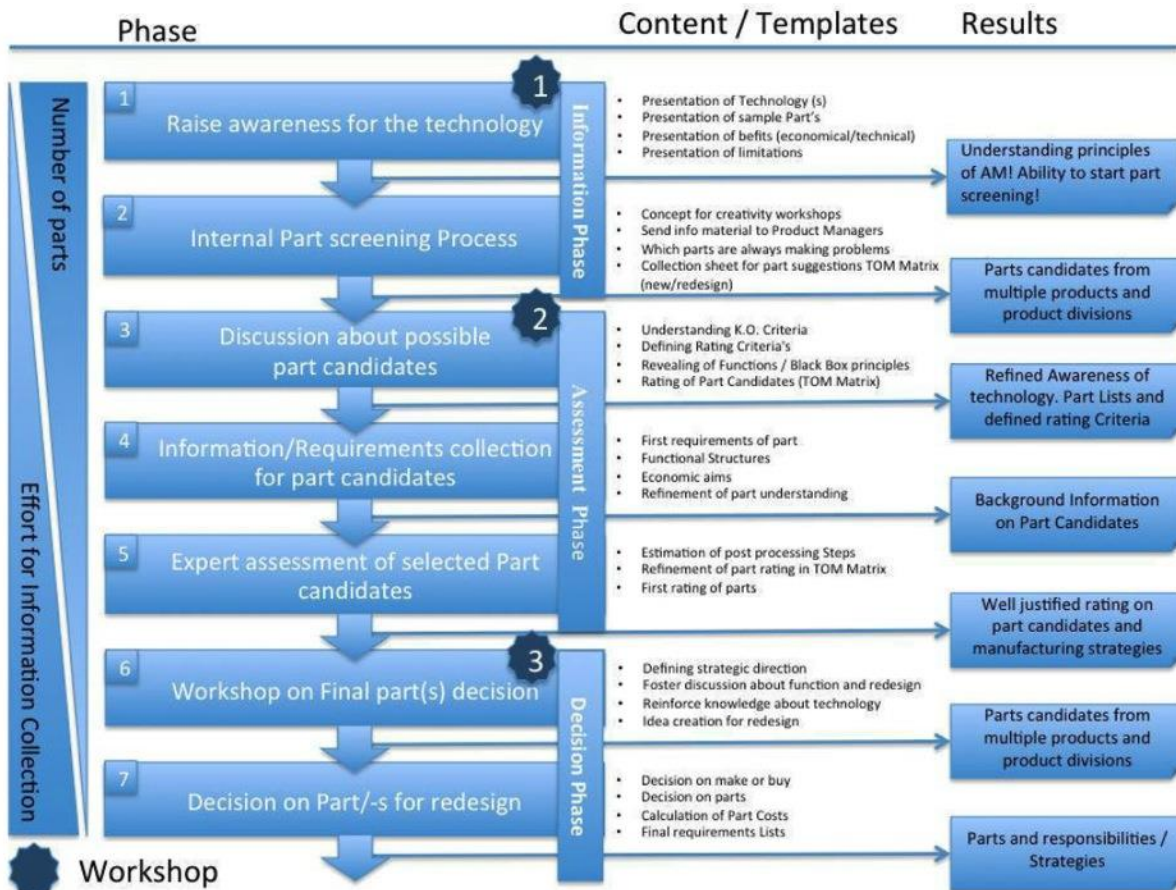 Phase
Content / Templates
Results
Number of parts
Effort for Information Collection
1
Raise awareness for the technology
1
Information Phase
• Presentation of Technology (s)
• Presentation of sample Part's
• Presentation of befits (economical/technical)
• Presentation of limitations
Understanding principles
of AM! Ability to start part
screening!
2
Internal Part screening Process
• Concept for creativity workshops
• Send info material to Product Managers
• Which parts are always making problems
• Collection sheet for part suggestions TOM Matrix
(new/redesign)
Parts candidates from
multiple products and
product divisions
3
Discussion about possible
part candidates
2
Assessment Phase
• Understanding K.O. Criteria
• Defining Rating Criteria's
• Revealing of Functions / Black Box principles
• Rating of Part Candidates (TOM Matrix)
Refined Awareness of
technology. Part Lists and
defined rating Criteria
4
Information/Requirements collection
for part candidates
• First requirements of part
• Functional Structures
• Economic aims
• Refinement of part understanding
Background Information
on Part Candidates
5
Expert assessment of selected Part
candidates
• Estimation of post processing Steps
• Refinement of part rating in TOM Matrix
• First rating of parts
Well justified rating on
part candidates and
manufacturing strategies
6
Workshop on Final part(s) decision
3
Decision Phase
• Defining strategic direction
• Foster discussion about function and redesign
• Reinforce knowledge about technology
• Idea creation for redesign
Parts candidates from
multiple products and
product divisions
7
Decision on Part/-s for redesign
• Decision on make or buy
• Decision on parts
• Calculation of Part Costs
• Final requirements Lists
Parts and responsibilities /
Strategies
Workshop